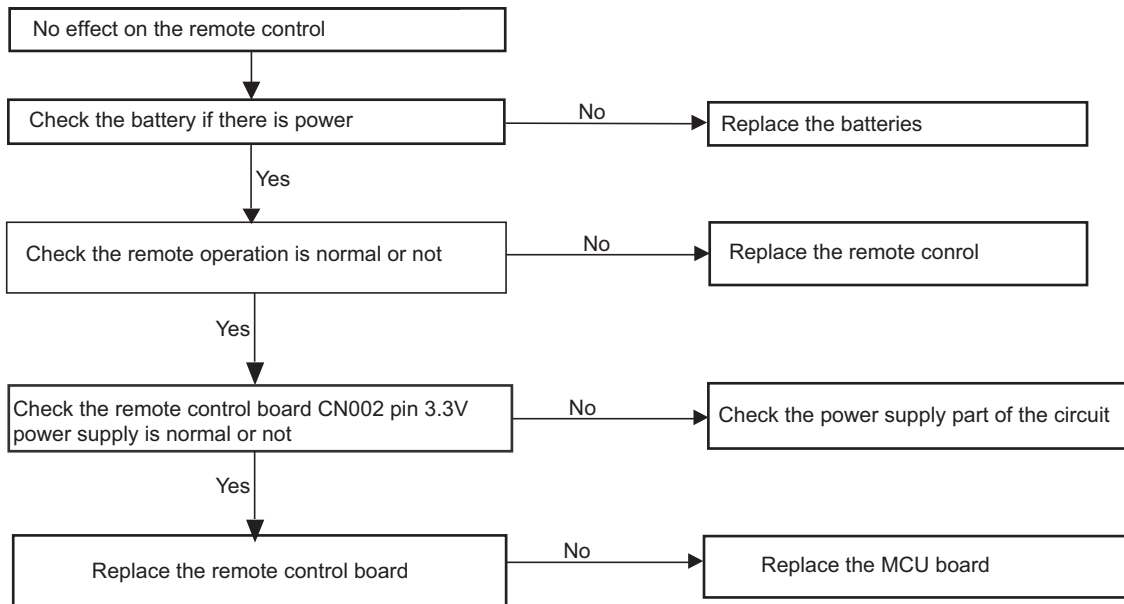 No effect on the remote control
Check the battery if there is power
No
Replace the batteries
Yes
Check the remote operation is normal or not
No
Replace the remote conrol
Yes
Check the remote control board CN002 pin 3.3V
power supply is normal or not
No
Check the power supply part of the circuit
Yes
Replace the remote control board
No
Replace the MCU board